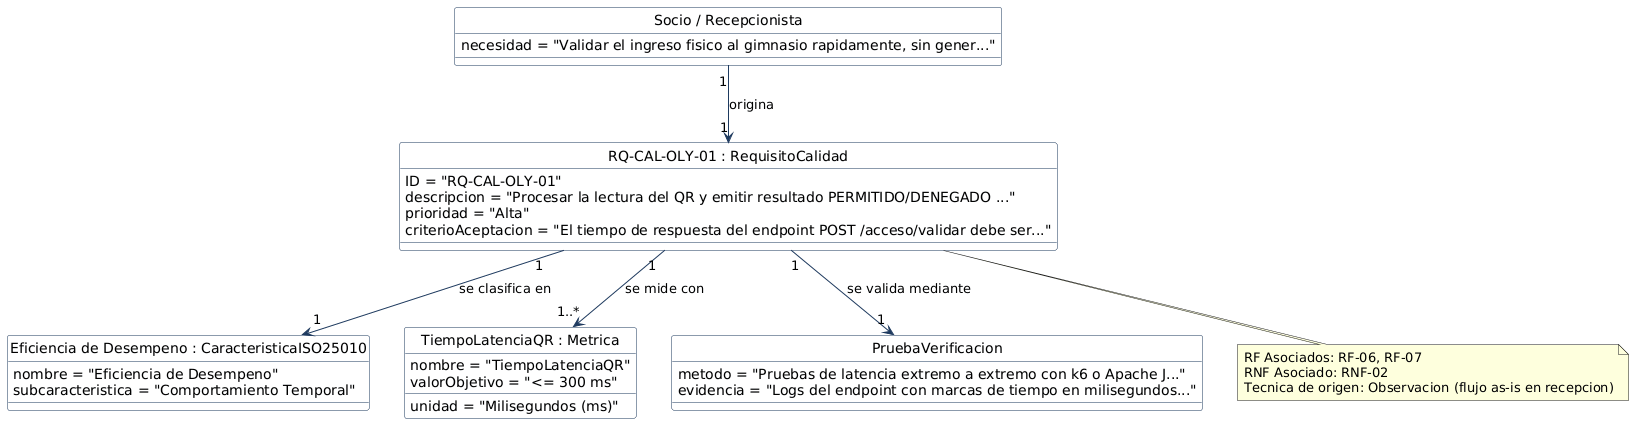 Socio / Recepcionista
necesidad = "Validar el ingreso fisico al gimnasio rapidamente, sin gener..."
1
origina
1
RQ-CAL-OLY-01 : RequisitoCalidad
ID = "RQ-CAL-OLY-01"
descripcion = "Procesar la lectura del QR y emitir resultado PERMITIDO/DENEGADO ..."
prioridad = "Alta"
criterioAceptacion = "El tiempo de respuesta del endpoint POST /acceso/validar debe ser..."
1
se clasifica en
1
1
se mide con
1..*
1
se valida mediante
1
Eficiencia de Desempeno : CaracteristicaISO25010
nombre = "Eficiencia de Desempeno"
subcaracteristica = "Comportamiento Temporal"
TiempoLatenciaQR : Metrica
nombre = "TiempoLatenciaQR"
valorObjetivo = "<= 300 ms"
unidad = "Milisegundos (ms)"
PruebaVerificacion
metodo = "Pruebas de latencia extremo a extremo con k6 o Apache J..."
evidencia = "Logs del endpoint con marcas de tiempo en milisegundos..."
RF Asociados: RF-06, RF-07
RNF Asociado: RNF-02
Tecnica de origen: Observacion (flujo as-is en recepcion)